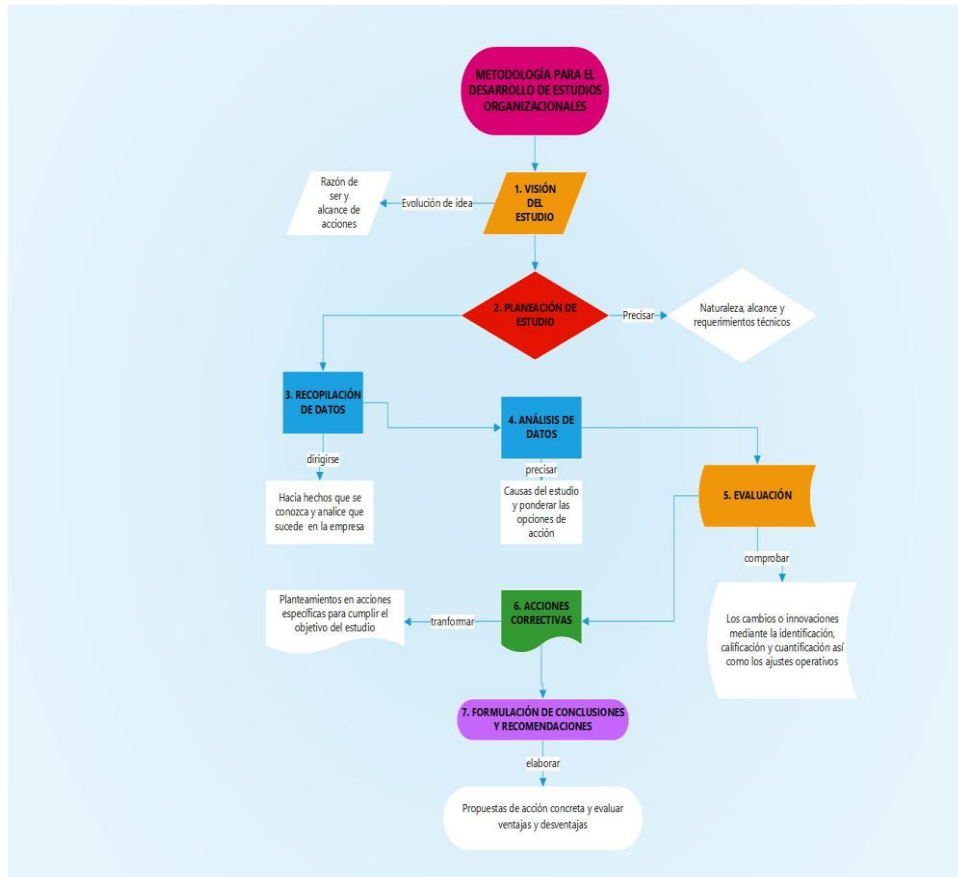 METODOLOGÍA PARA EL
DESARROLLO DE ESTUDIOS
ORGANIZACIONALES
1. VISIÓN
DEL
ESTUDIO
Evolución de idea
Razón de
ser y
alcance de
acciones
2. PLANEACIÓN DE
ESTUDIO
Precisar
Naturaleza, alcance y
requerimientos técnicos
3. RECOPILACIÓN
DE DATOS
dirigirse
Hacia hechos que se
conozca y analice que
sucede en la empresa
4. ANÁLISIS DE
DATOS
precisar
Causas del estudio
y ponderar las
opciones de
acción
5. EVALUACIÓN
comprobar
Los cambios o innovaciones
mediante la identificación,
calificación y cuantificación así
como los ajustes operativos
6. ACCIONES
CORRECTIVAS
tranformar
Planteamientos en acciones
específicas para cumplir el
objetivo del estudio
7. FORMULACIÓN DE CONCLUSIONES
Y RECOMENDACIONES
elaborar
Propuestas de acción concreta y evaluar
ventajas y desventajas